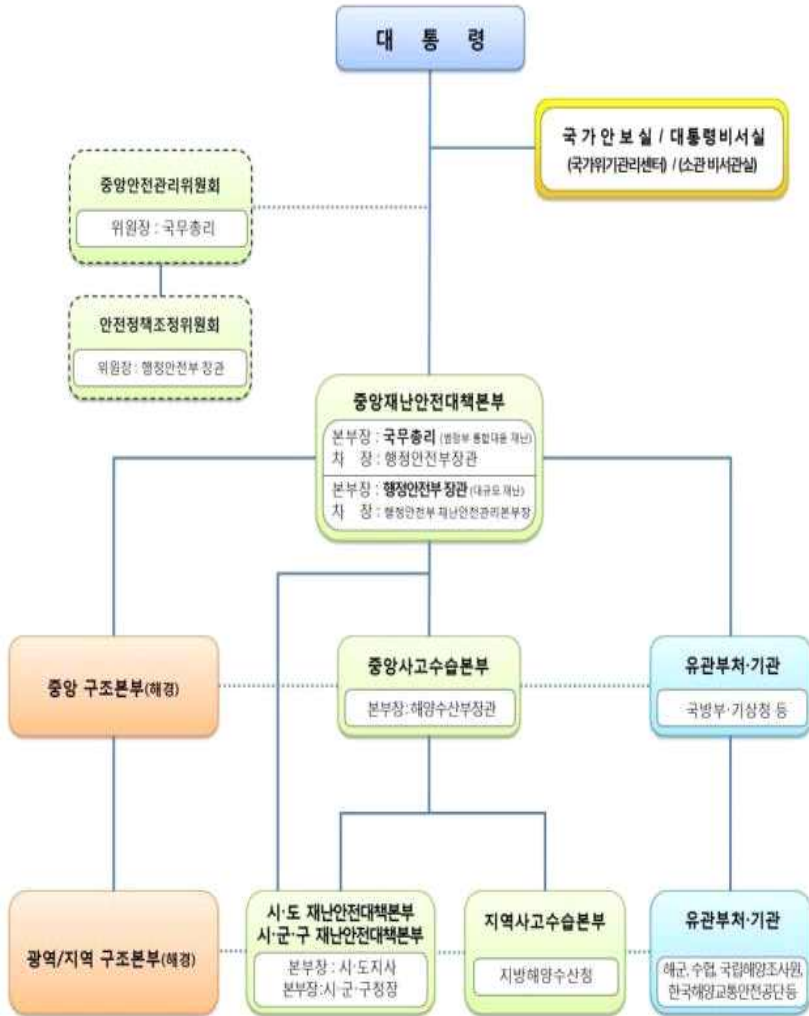 대 통 령
국가안보실 / 대통령비서실
(국가위기관리센터) / (소관 비서관실)
중앙안전관리위원회
위원장 : 국무총리
안전정책조정위원회
위원장 : 행정안전부 장관
중앙재난안전대책본부
본부장 : 국무총리 (범정부 통합대응 재난)
차 장 : 행정안전부장관
본부장 : 행정안전부 장관 (대규모 재난)
차 장 : 행정안전부 재난안전관리본부장
중앙 구조본부(해경)
중앙사고수습본부
본부장 : 해양수산부장관
유관부처·기관
국방부·기상청 등
광역/지역 구조본부(해경)
시·도 재난안전대책본부
시·군·구 재난안전대책본부
본부장 : 시·도지사
본부장:시·군·구청장
지역사고수습본부
지방해양수산청
유관부처·기관
해군, 수협, 국립해양조사원,
한국해양교통안전공단등